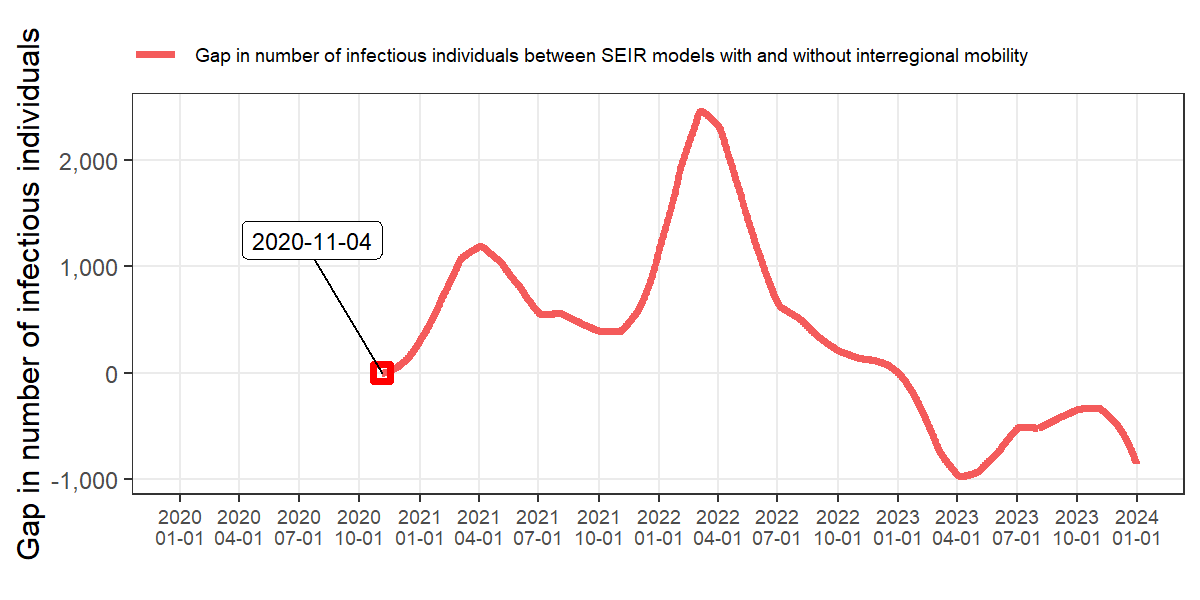 Gap in number of infectious individuals between SEIR models with and without interregional mobility
Gap in number of infectious individuals
2,000
1,000
0
-1,000
2020-11-04
2020 2020 2020 2020 2021 2021 2021 2021 2022 2022 2022 2022 2023 2023 2023 2023 2024
01-01 04-01 07-01 10-01 01-01 04-01 07-01 10-01 01-01 04-01 07-01 10-01 01-01 04-01 07-01 10-01 01-01